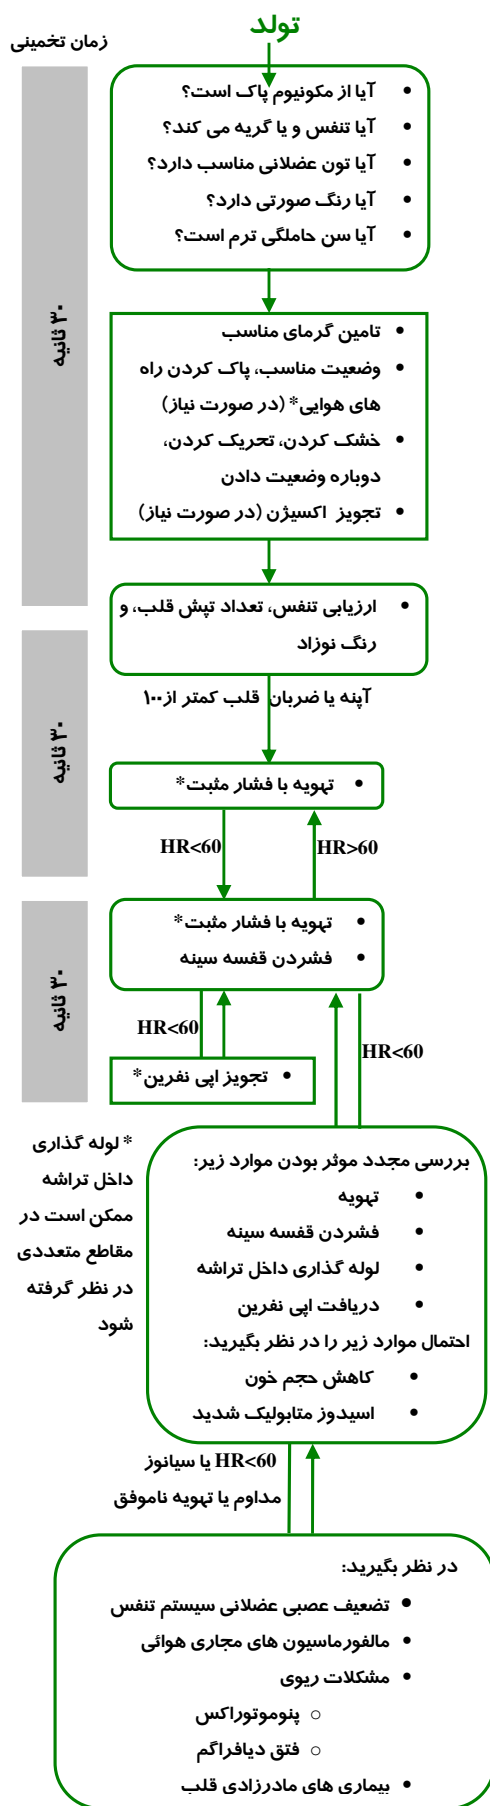 تولد
زمان تخمینی
آیا از مکونیوم پاک است؟
آیا تنفس و یا گریه می کند؟
آیا تون عضلانی مناسب دارد؟
آیا رنگ صورتی دارد؟
آیا سن حاملگی ترم است؟
۳۰ ثانیه
تامین گرمای مناسب
وضعیت مناسب، پاک کردن راه
های هوایی* (در صورت نیاز)
خشک کردن، تحریک کردن،
دوباره وضعیت دادن
تجویز اکسیژن (در صورت نیاز)
ارزیابی تنفس، تعداد تپش قلب، و
رنگ نوزاد
۳۰ ثانیه
آپنه یا ضربان قلب کمتر از۱۰۰
تهویه با فشار مثبت*
HR<60
HR>60
۳۰ ثانیه
تهویه با فشار مثبت*
فشردن قفسه سینه
HR<60
HR<60
تجویز اپی نفرین*
* لوله گذاری
داخل تراشه
ممکن است در
مقاطع متعددی
در نظر گرفته
شود
بررسی مجدد موثر بودن موارد زیر:
تهویه
فشردن قفسه سینه
لوله گذاری داخل تراشه
دریافت اپی نفرین
احتمال موارد زیر را در نظر بگیرید:
کاهش حجم خون
اسیدوز متابولیک شدید
HR<60 یا سیانوز
مداوم یا تهویه ناموفق
در نظر بگیرید:
تضعیف عصبی عضلانی سیستم تنفس
مالفورماسیون های مجاری هوائی
مشکلات ریوی
پنوموتوراکس
فتق دیافراگم
بیماری های مادرزادی قلب